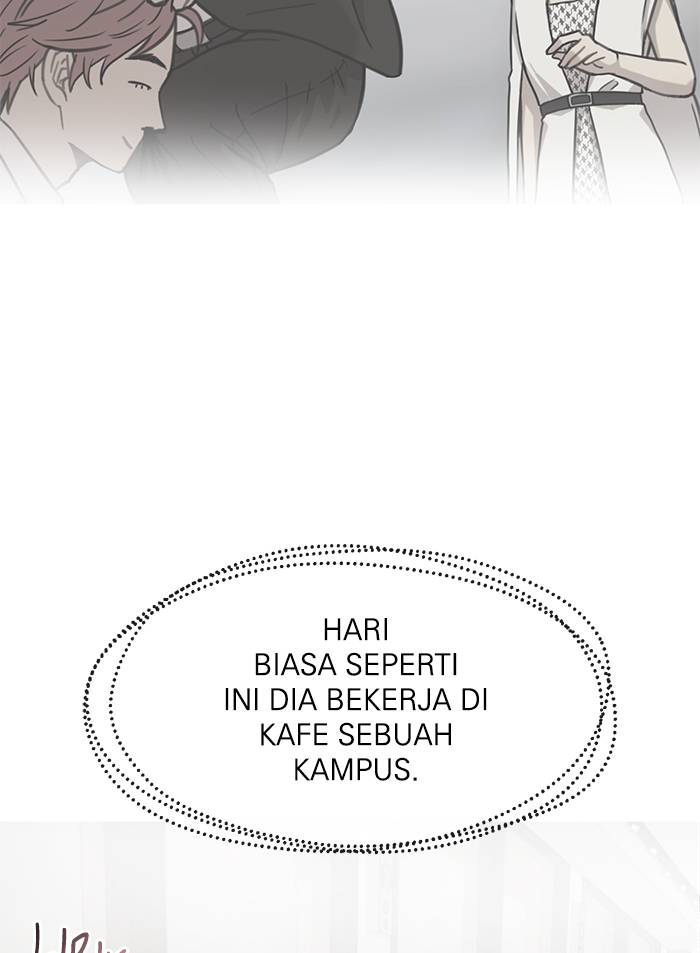 HARI
BIASA SEPERTI
INI DIA BEKERJA DI
KAFE SEBUAH
KAMPUS.